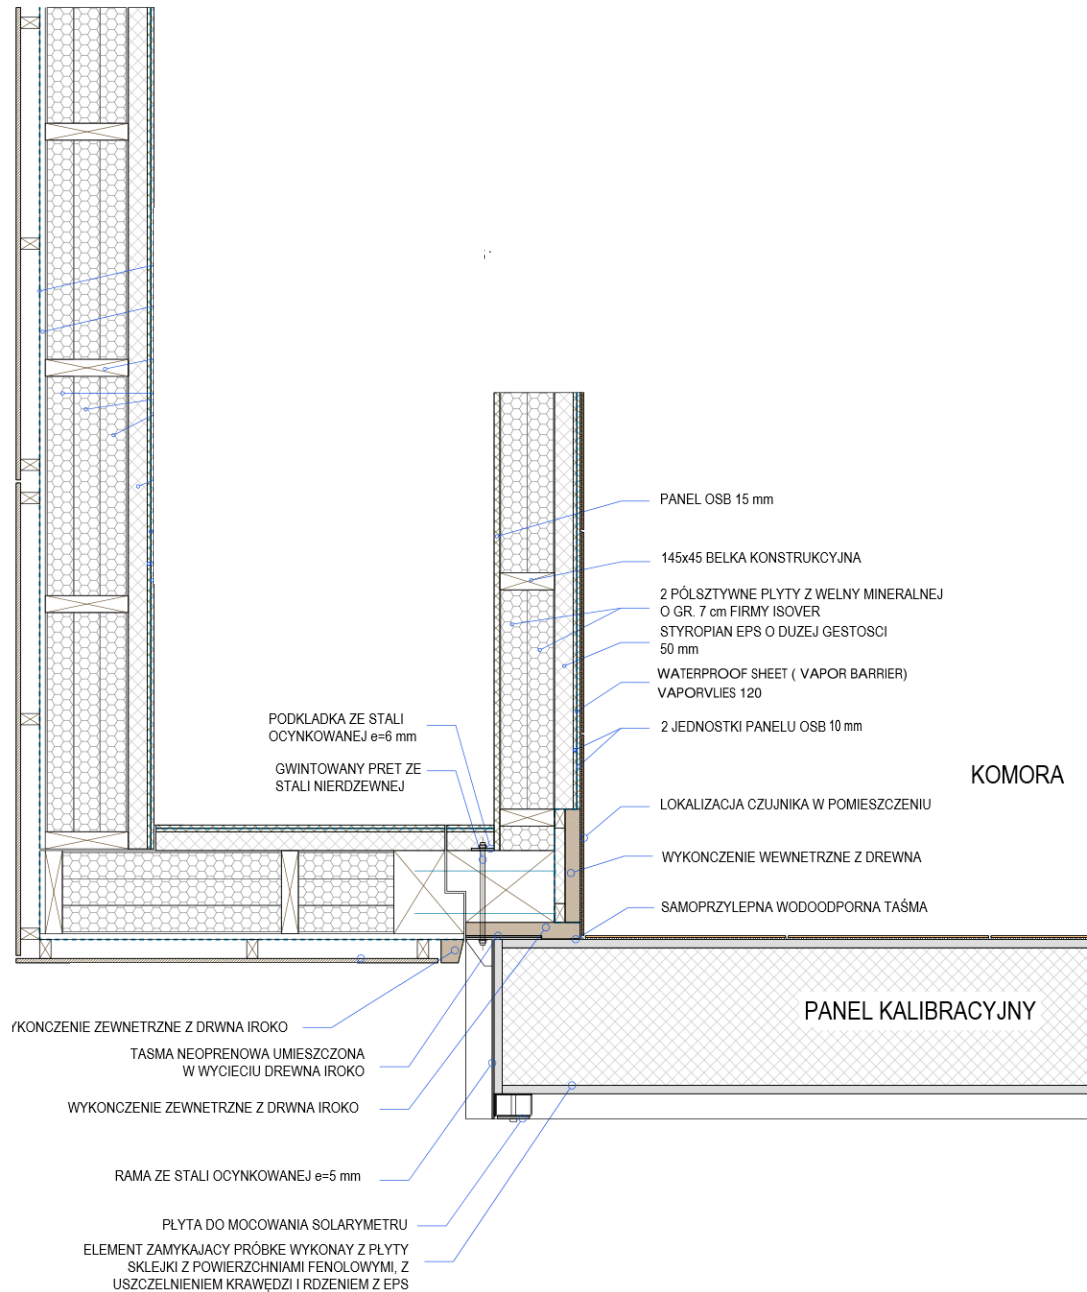 PANEL OSB 15 mm
145x45 BELKA KONSTRUKCYJNA
2 PÓLSZTYWNE PLYTY Z WELNY MINERALNEJ
O GR. 7 cm FIRMY ISOVER
STYROPIAN EPS O DUZEJ GESTOSCI
50 mm
WATERPROOF SHEET ( VAPOR BARRIER)
VAPORVLIES 120
2 JEDNOSTKI PANELU OSB 10 mm
KOMORA
LOKALIZACJA CZUJNIKA W POMIESZCZENIU
WYKONCZENIE WEWNETRZNE Z DREWNA
SAMOPRZYLEPNA WODOODPORNA TAŚMA
PODKLADKA ZE STALI
OCYNKOWANEJ e=6 mm
GWINTOWANY PRET ZE
STALI NIERDZEWNEJ
PANEL KALIBRACYJNY
YKONCZENIE ZEWNETRZNE Z DRWNA IROKO
TASMA NEOPRENOWA UMIESZCZONA
W WYCIECIU DREWNA IROKO
WYKONCZENIE ZEWNETRZNE Z DRWNA IROKO
RAMA ZE STALI OCYNKOWANEJ e=5 mm
PŁYTA DO MOCOWANIA SOLARYMETRU
ELEMENT ZAMYKAJACY PRÓBKE WYKONAY Z PŁYTY
SKLEJKI Z POWIERZCHNIAMI FENOLOWYMI, Z
USZCZELNIENIEM KRAWĘDZI I RDZENIEM Z EPS